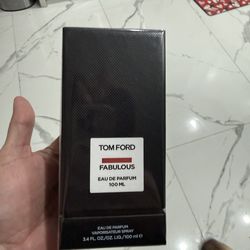 TOM FORD
FABULOUS
EAU DE PARFUM
100 ML
EAU DE PARFUM
VAPORISATEUR SPRAY
3.4 FL.OZ./OZ. LIQ./100 ml ℮